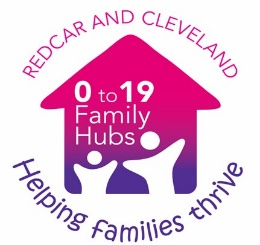 REDCAR AND CLEVELAND
0 to 19
Family
Hubs
Helping families thrive